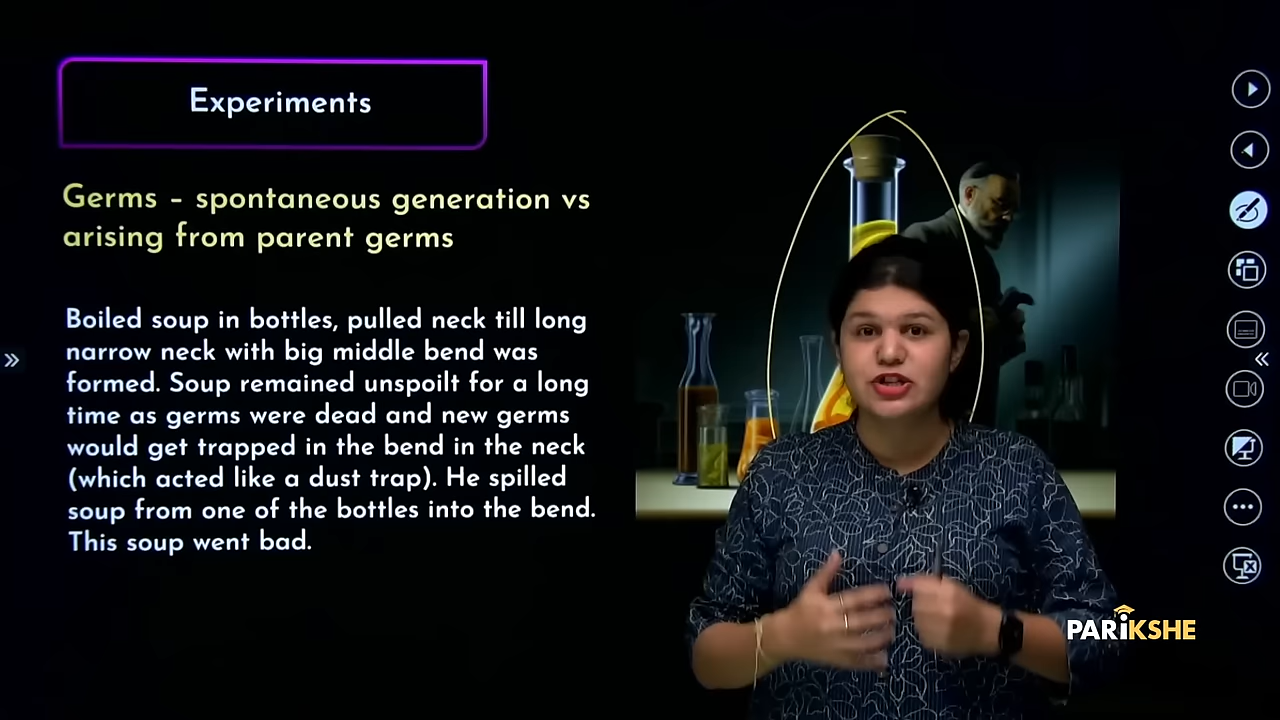 Experiments
Germs – spontaneous generation vs
arising from parent germs
Boiled soup in bottles, pulled neck till long
narrow neck with big middle bend was
formed. Soup remained unspoilt for a long
time as germs were dead and new germs
would get trapped in the bend in the neck
(which acted like a dust trap). He spilled
soup from one of the bottles into the bend.
This soup went bad.
PARIKSHE